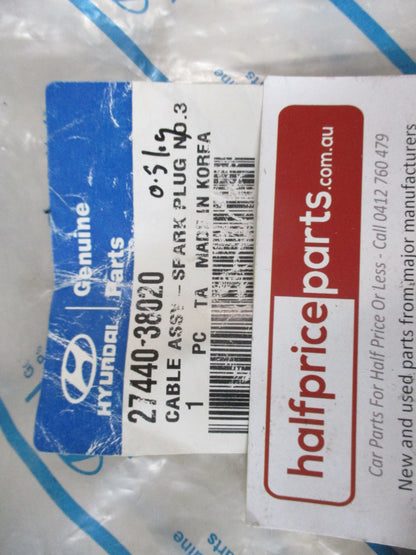 Genuine
Parts
HYUNDAI
27440-38020
CABLE ASSY-SPARK PLUG NO.3
1 PC TA MADE IN KOREA
halfpriceparts.com.au
Car Parts For Half Price Or Less - Call 0412 760 479
New and used parts from major manufacturers